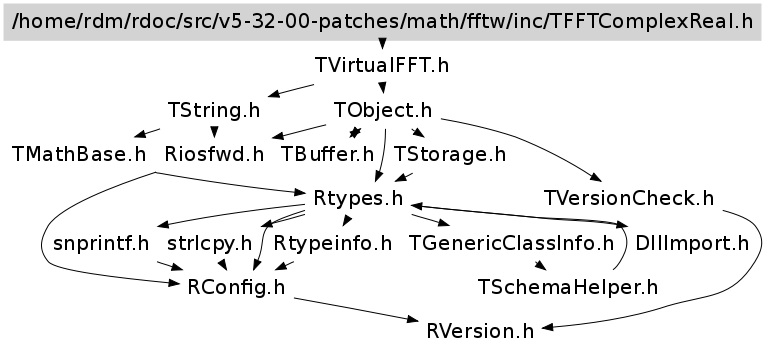 /home/rdm/rdoc/src/v5-32-00-patches/math/fftw/inc/TFFTComplexReal.h
TVirtualFFT.h
TString.h TObject.h
TMathBase.h Riosfwd.h TBuffer.h TStorage.h
Rtypes.h TVersionCheck.h
snprintf.h strlcpy.h Rtypeinfo.h TGenericClassInfo.h DllImport.h
RConfig.h TSchemaHelper.h
RVersion.h